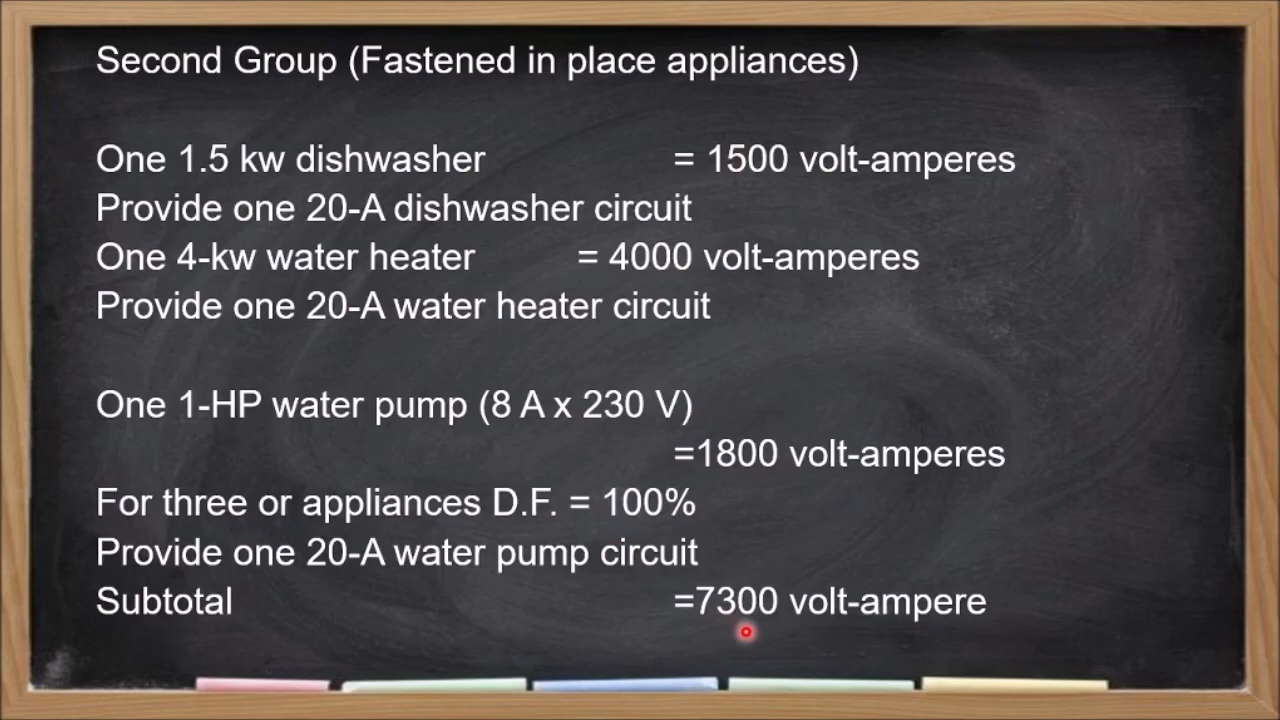 Second Group (Fastened in place appliances)
One 1.5 kw dishwasher = 1500 volt-amperes
Provide one 20-A dishwasher circuit
One 4-kw water heater = 4000 volt-amperes
Provide one 20-A water heater circuit
One 1-HP water pump (8 A x 230 V)
=1800 volt-amperes
For three or appliances D.F. = 100%
Provide one 20-A water pump circuit
Subtotal =7300 volt-ampere